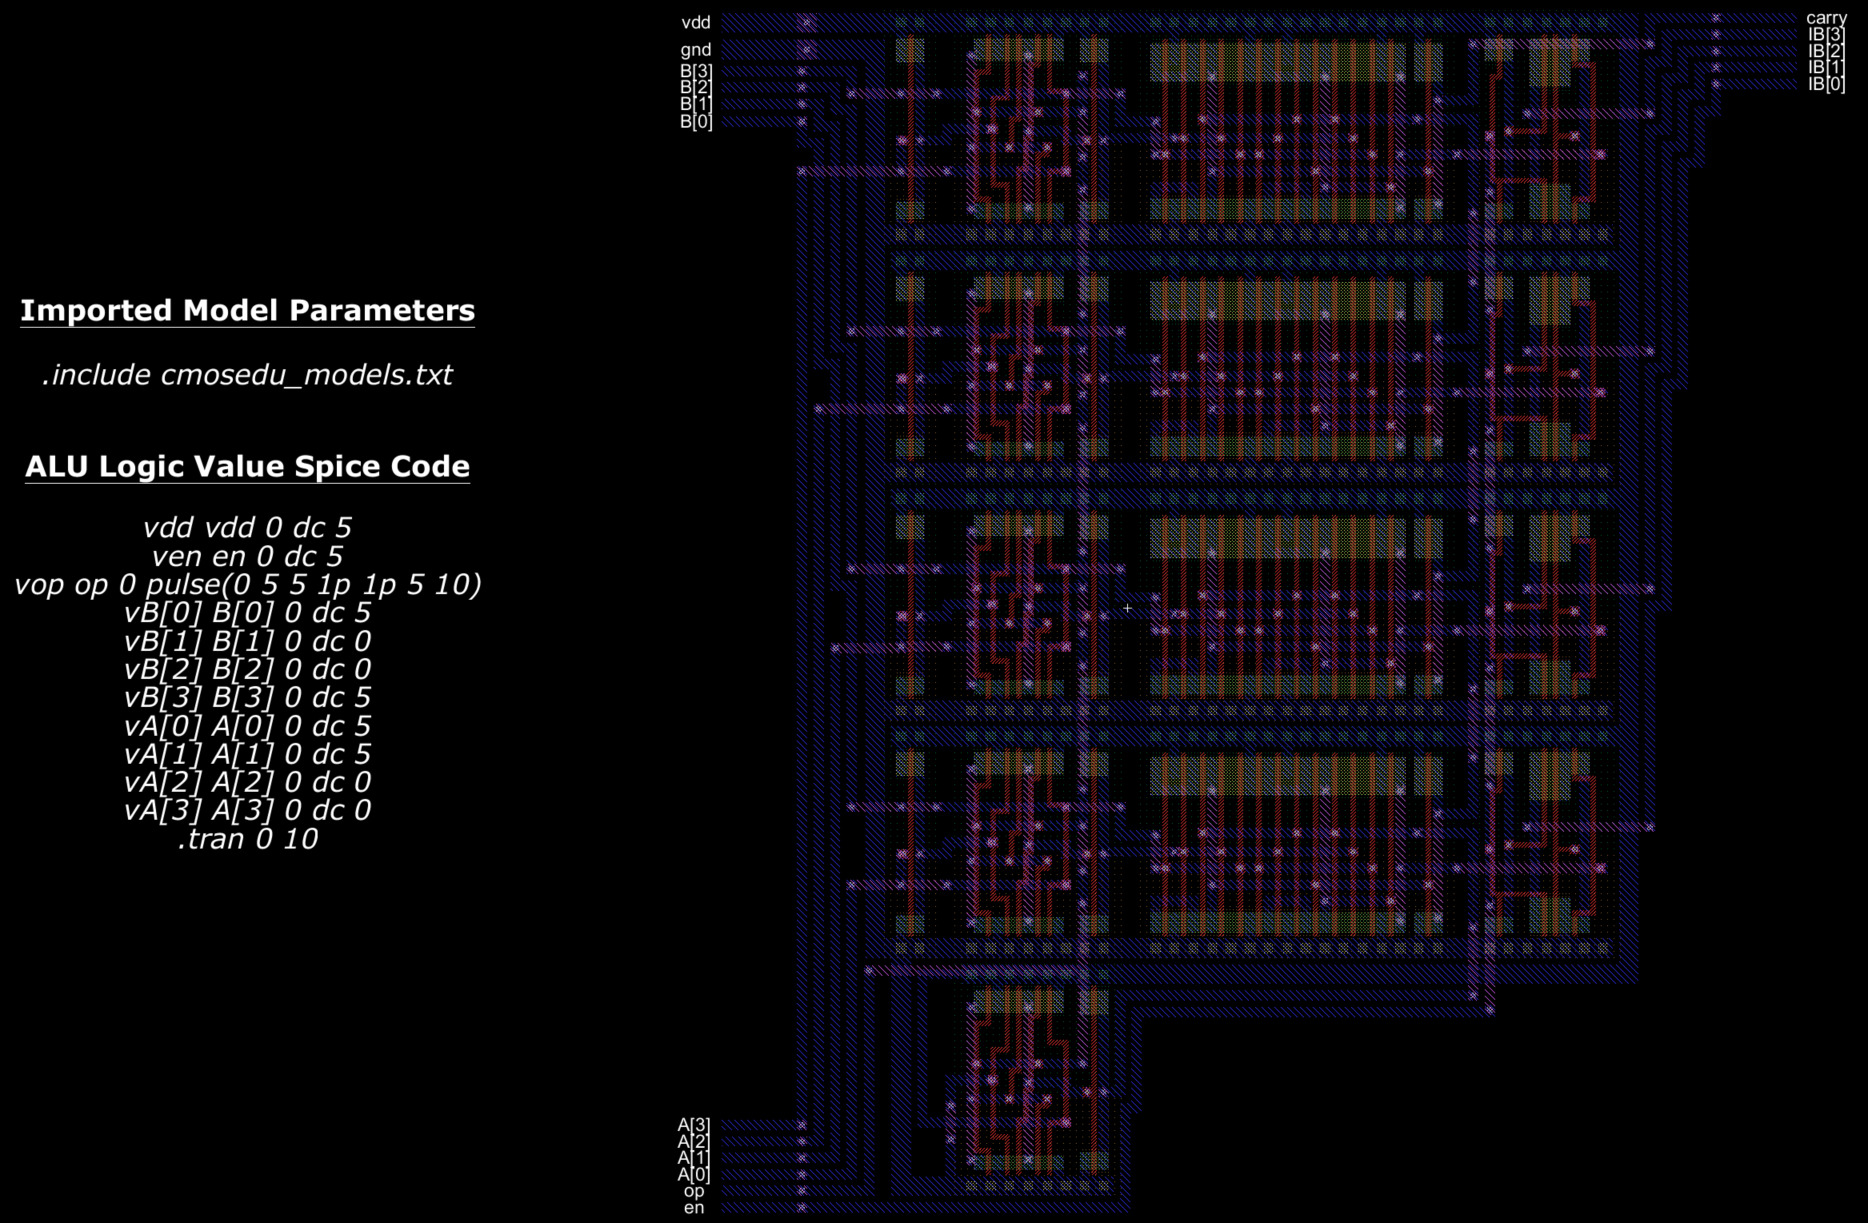 Imported Model Parameters
.include cmosedu_models.txt
ALU Logic Value Spice Code
vdd vdd 0 dc 5
ven en 0 dc 5
vop op 0 pulse(0 5 5 1p 1p 5 10)
vB[0] B[0] 0 dc 5
vB[1] B[1] 0 dc 0
vB[2] B[2] 0 dc 0
vB[3] B[3] 0 dc 5
vA[0] A[0] 0 dc 5
vA[1] A[1] 0 dc 5
vA[2] A[2] 0 dc 0
vA[3] A[3] 0 dc 0
.tran 0 10
vdd
gnd
B[3]
B[2]
B[1]
B[0]
A[3]
A[2]
A[1]
A[0]
op
en
carry
IB[3]
IB[2]
IB[1]
IB[0]